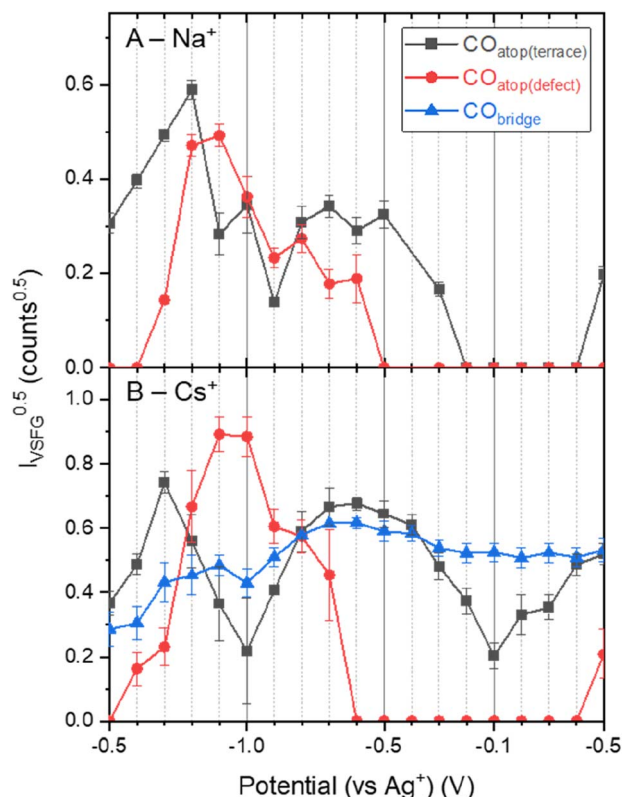 A – Na⁺
CO_atop(terrace)
CO_atop(defect)
CO_bridge
0.6
0.4
0.2
0.0
I_VSFG^0.5 (counts^0.5)
B – Cs⁺
1.0
0.8
0.6
0.4
0.2
0.0
-0.5 -1.0 -0.5 -0.1 -0.5
Potential (vs Ag⁺) (V)